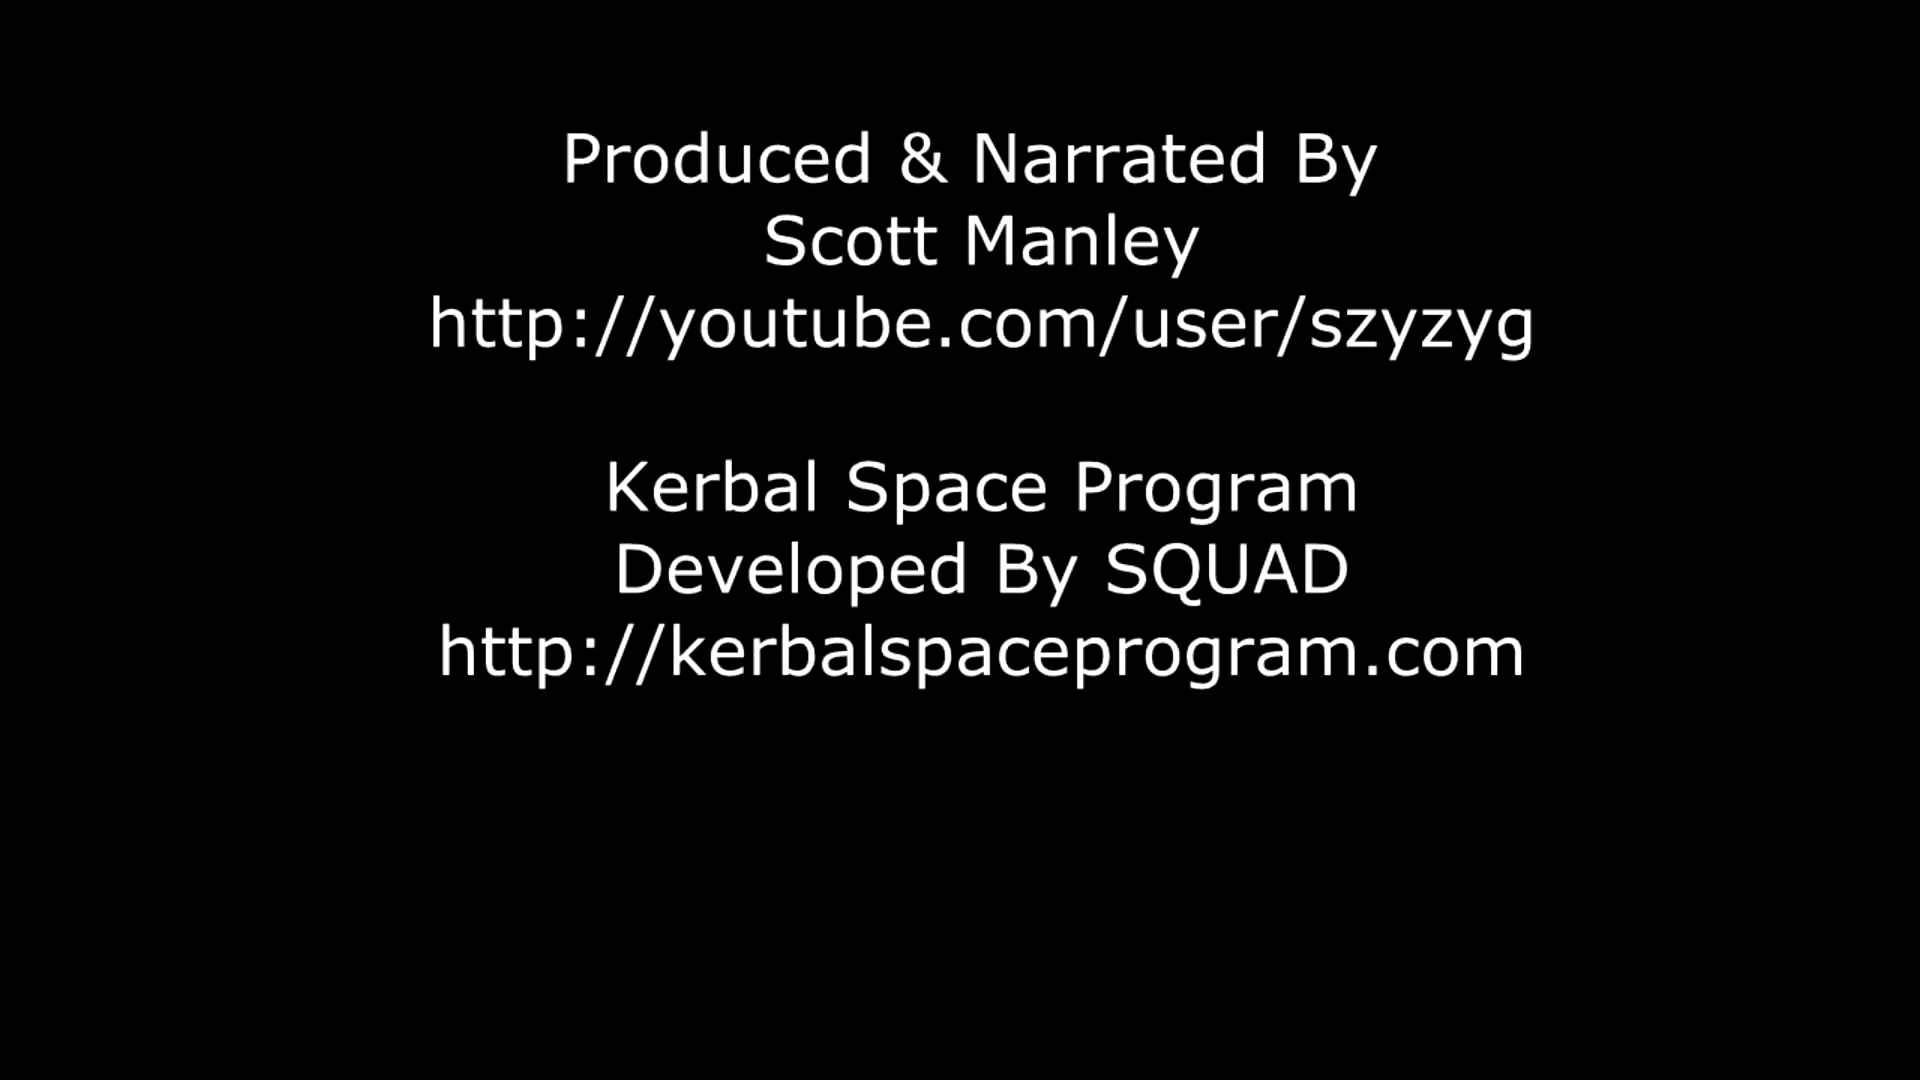 Produced & Narrated By
Scott Manley
http://youtube.com/user/szyzyg
Kerbal Space Program
Developed By SQUAD
http://kerbalspaceprogram.com